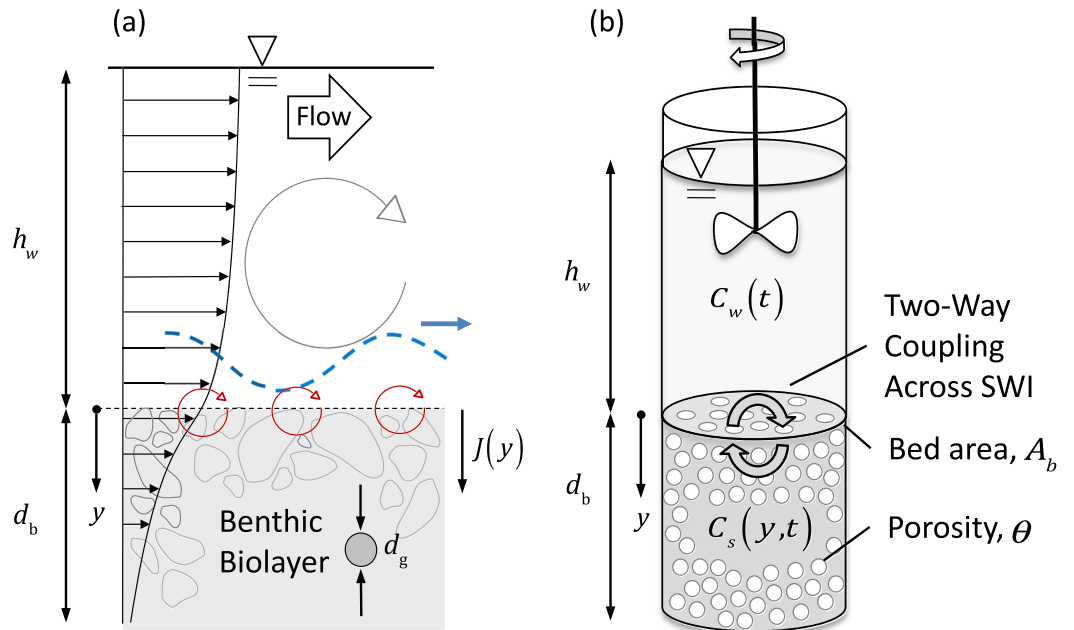 (a)
Flow
h_w
J(y)
y
d_b
Benthic
Biolayer
d_g
(b)
h_w
C_w(t)
Two-Way
Coupling
Across SWI
Bed area, A_b
y
d_b
C_s(y,t)
Porosity, θ